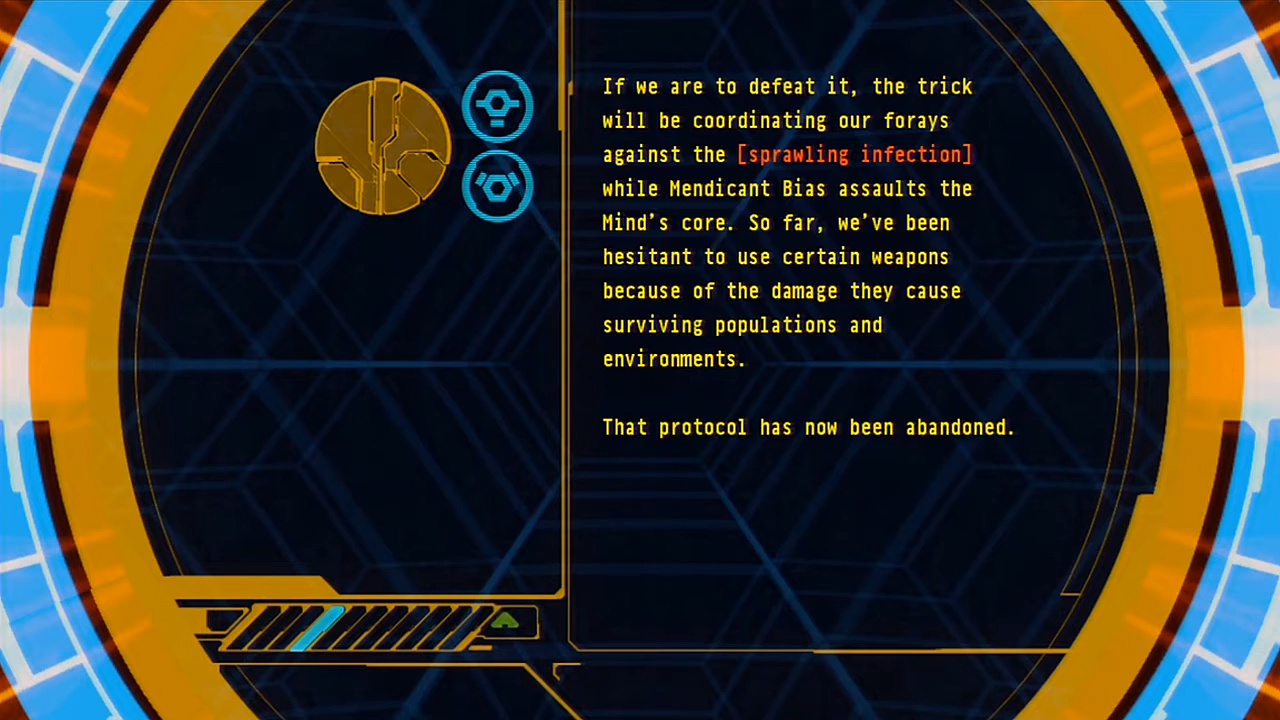 If we are to defeat it, the trick
will be coordinating our forays
against the [sprawling infection]
while Mendicant Bias assaults the
Mind’s core. So far, we’ve been
hesitant to use certain weapons
because of the damage they cause
surviving populations and
environments.
That protocol has now been abandoned.